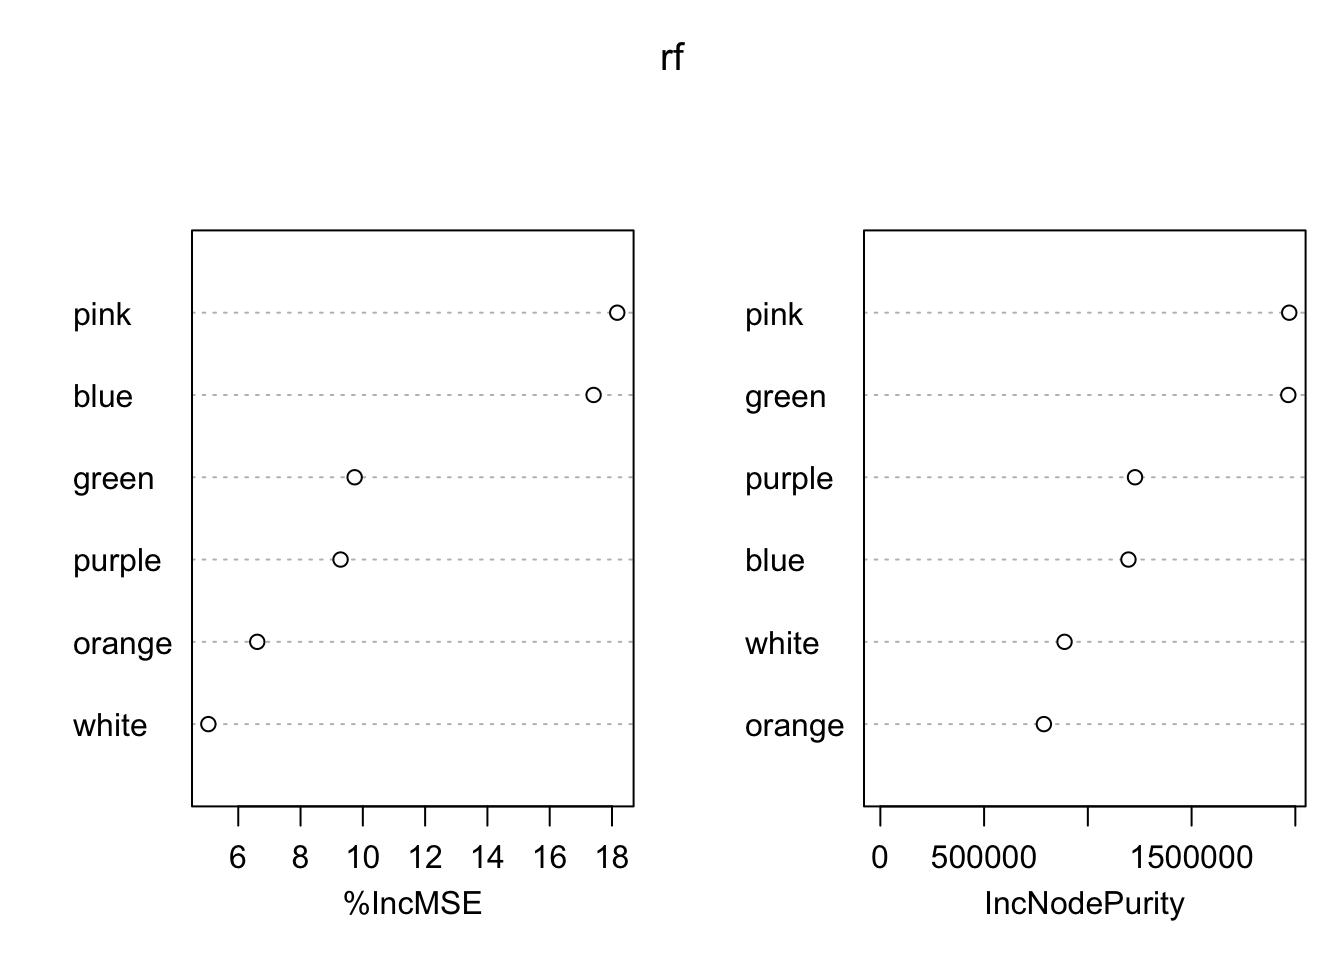 rf
pink
blue
green
purple
orange
white
6 8 10 12 14 16 18
%IncMSE
pink
green
purple
blue
white
orange
0 500000 1500000
IncNodePurity